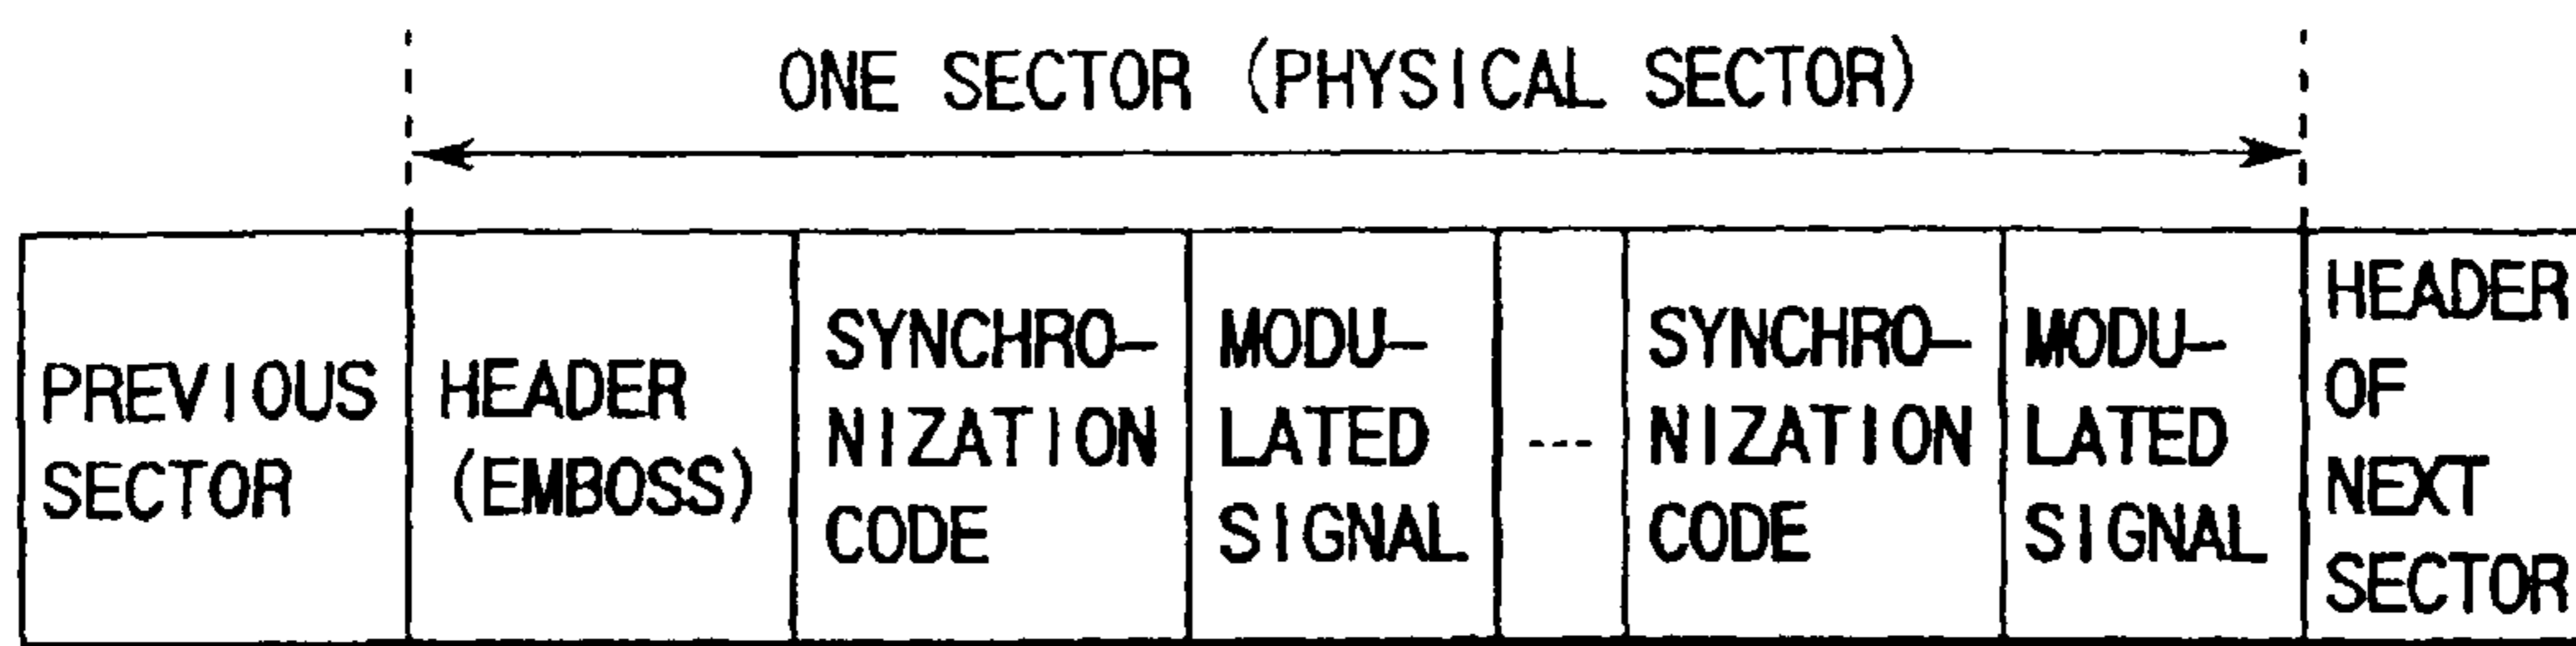 ONE SECTOR (PHYSICAL SECTOR)
PREVIOUS
SECTOR
HEADER
(EMBOSS)
SYNCHRO-
NIZATION
CODE
MODU-
LATED
SIGNAL
---
SYNCHRO-
NIZATION
CODE
MODU-
LATED
SIGNAL
HEADER
OF
NEXT
SECTOR